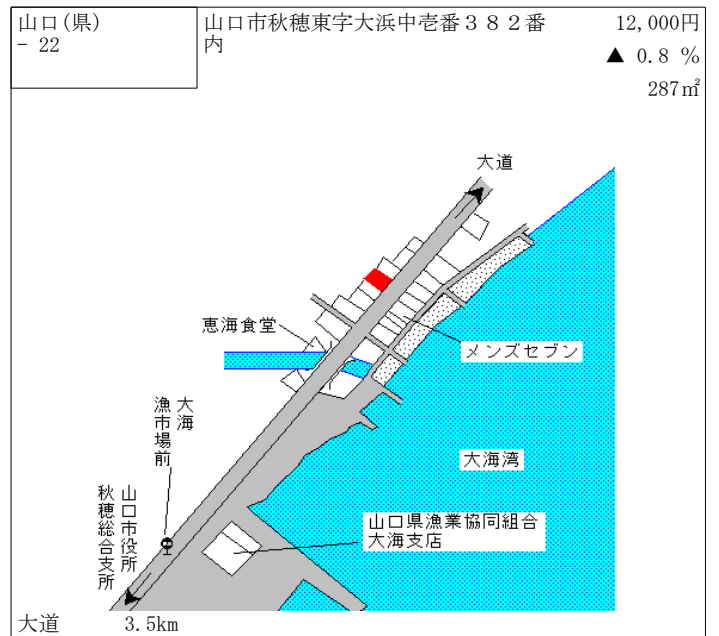 山口(県)
- 22
山口市秋穂東字大浜中壱番３８２番
内
12,000円
▲ 0.8 %
287㎡
大道
恵海食堂
メンズセブン
大海
漁市場前
大海湾
山口市役所
秋穂総合支所
山口県漁業協同組合
大海支店
大道 3.5km